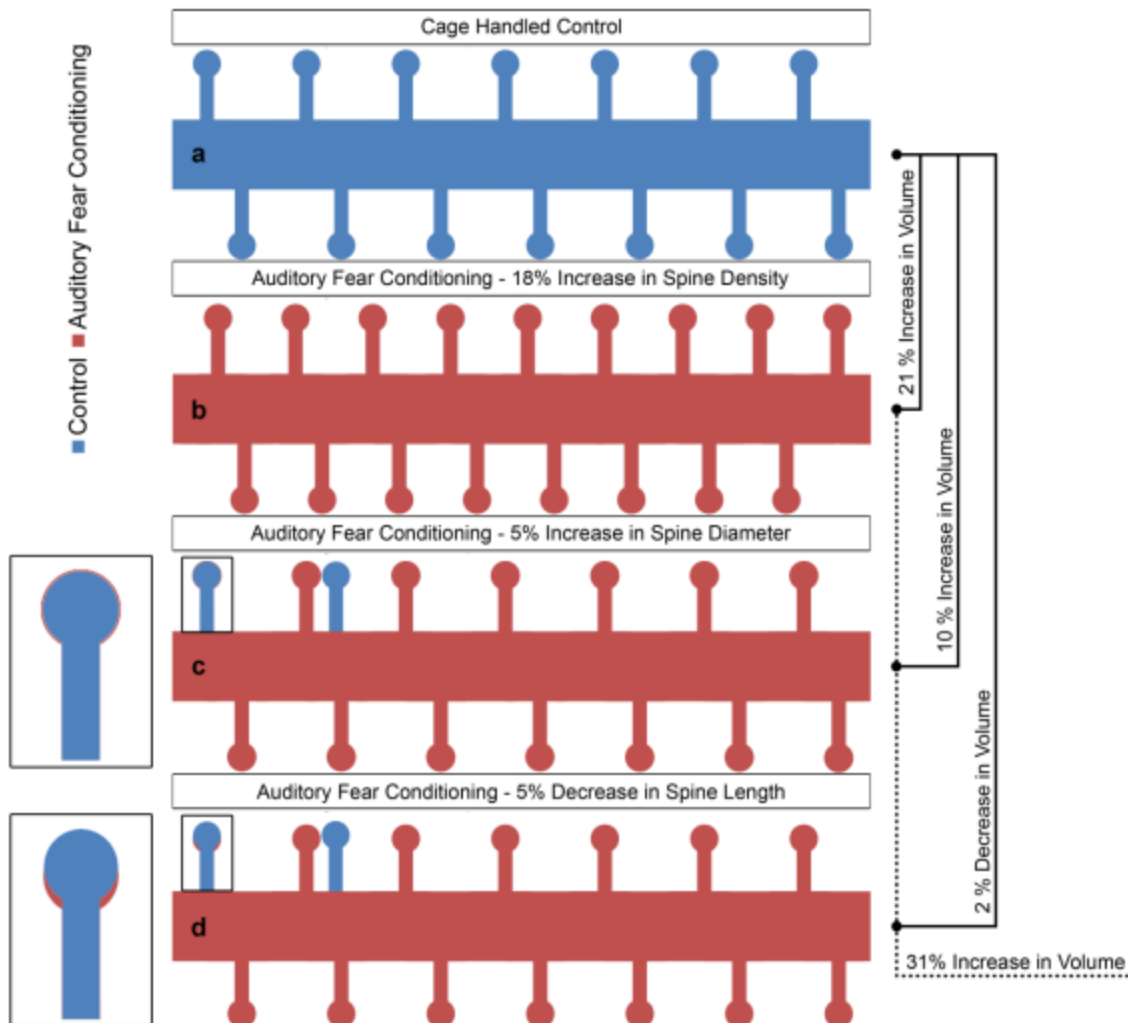 Cage Handled Control
Control
Auditory Fear Conditioning
a
21 % Increase in Volume
Auditory Fear Conditioning - 18% Increase in Spine Density
b
10 % Increase in Volume
Auditory Fear Conditioning - 5% Increase in Spine Diameter
c
2 % Decrease in Volume
Auditory Fear Conditioning - 5% Decrease in Spine Length
d
31% Increase in Volume